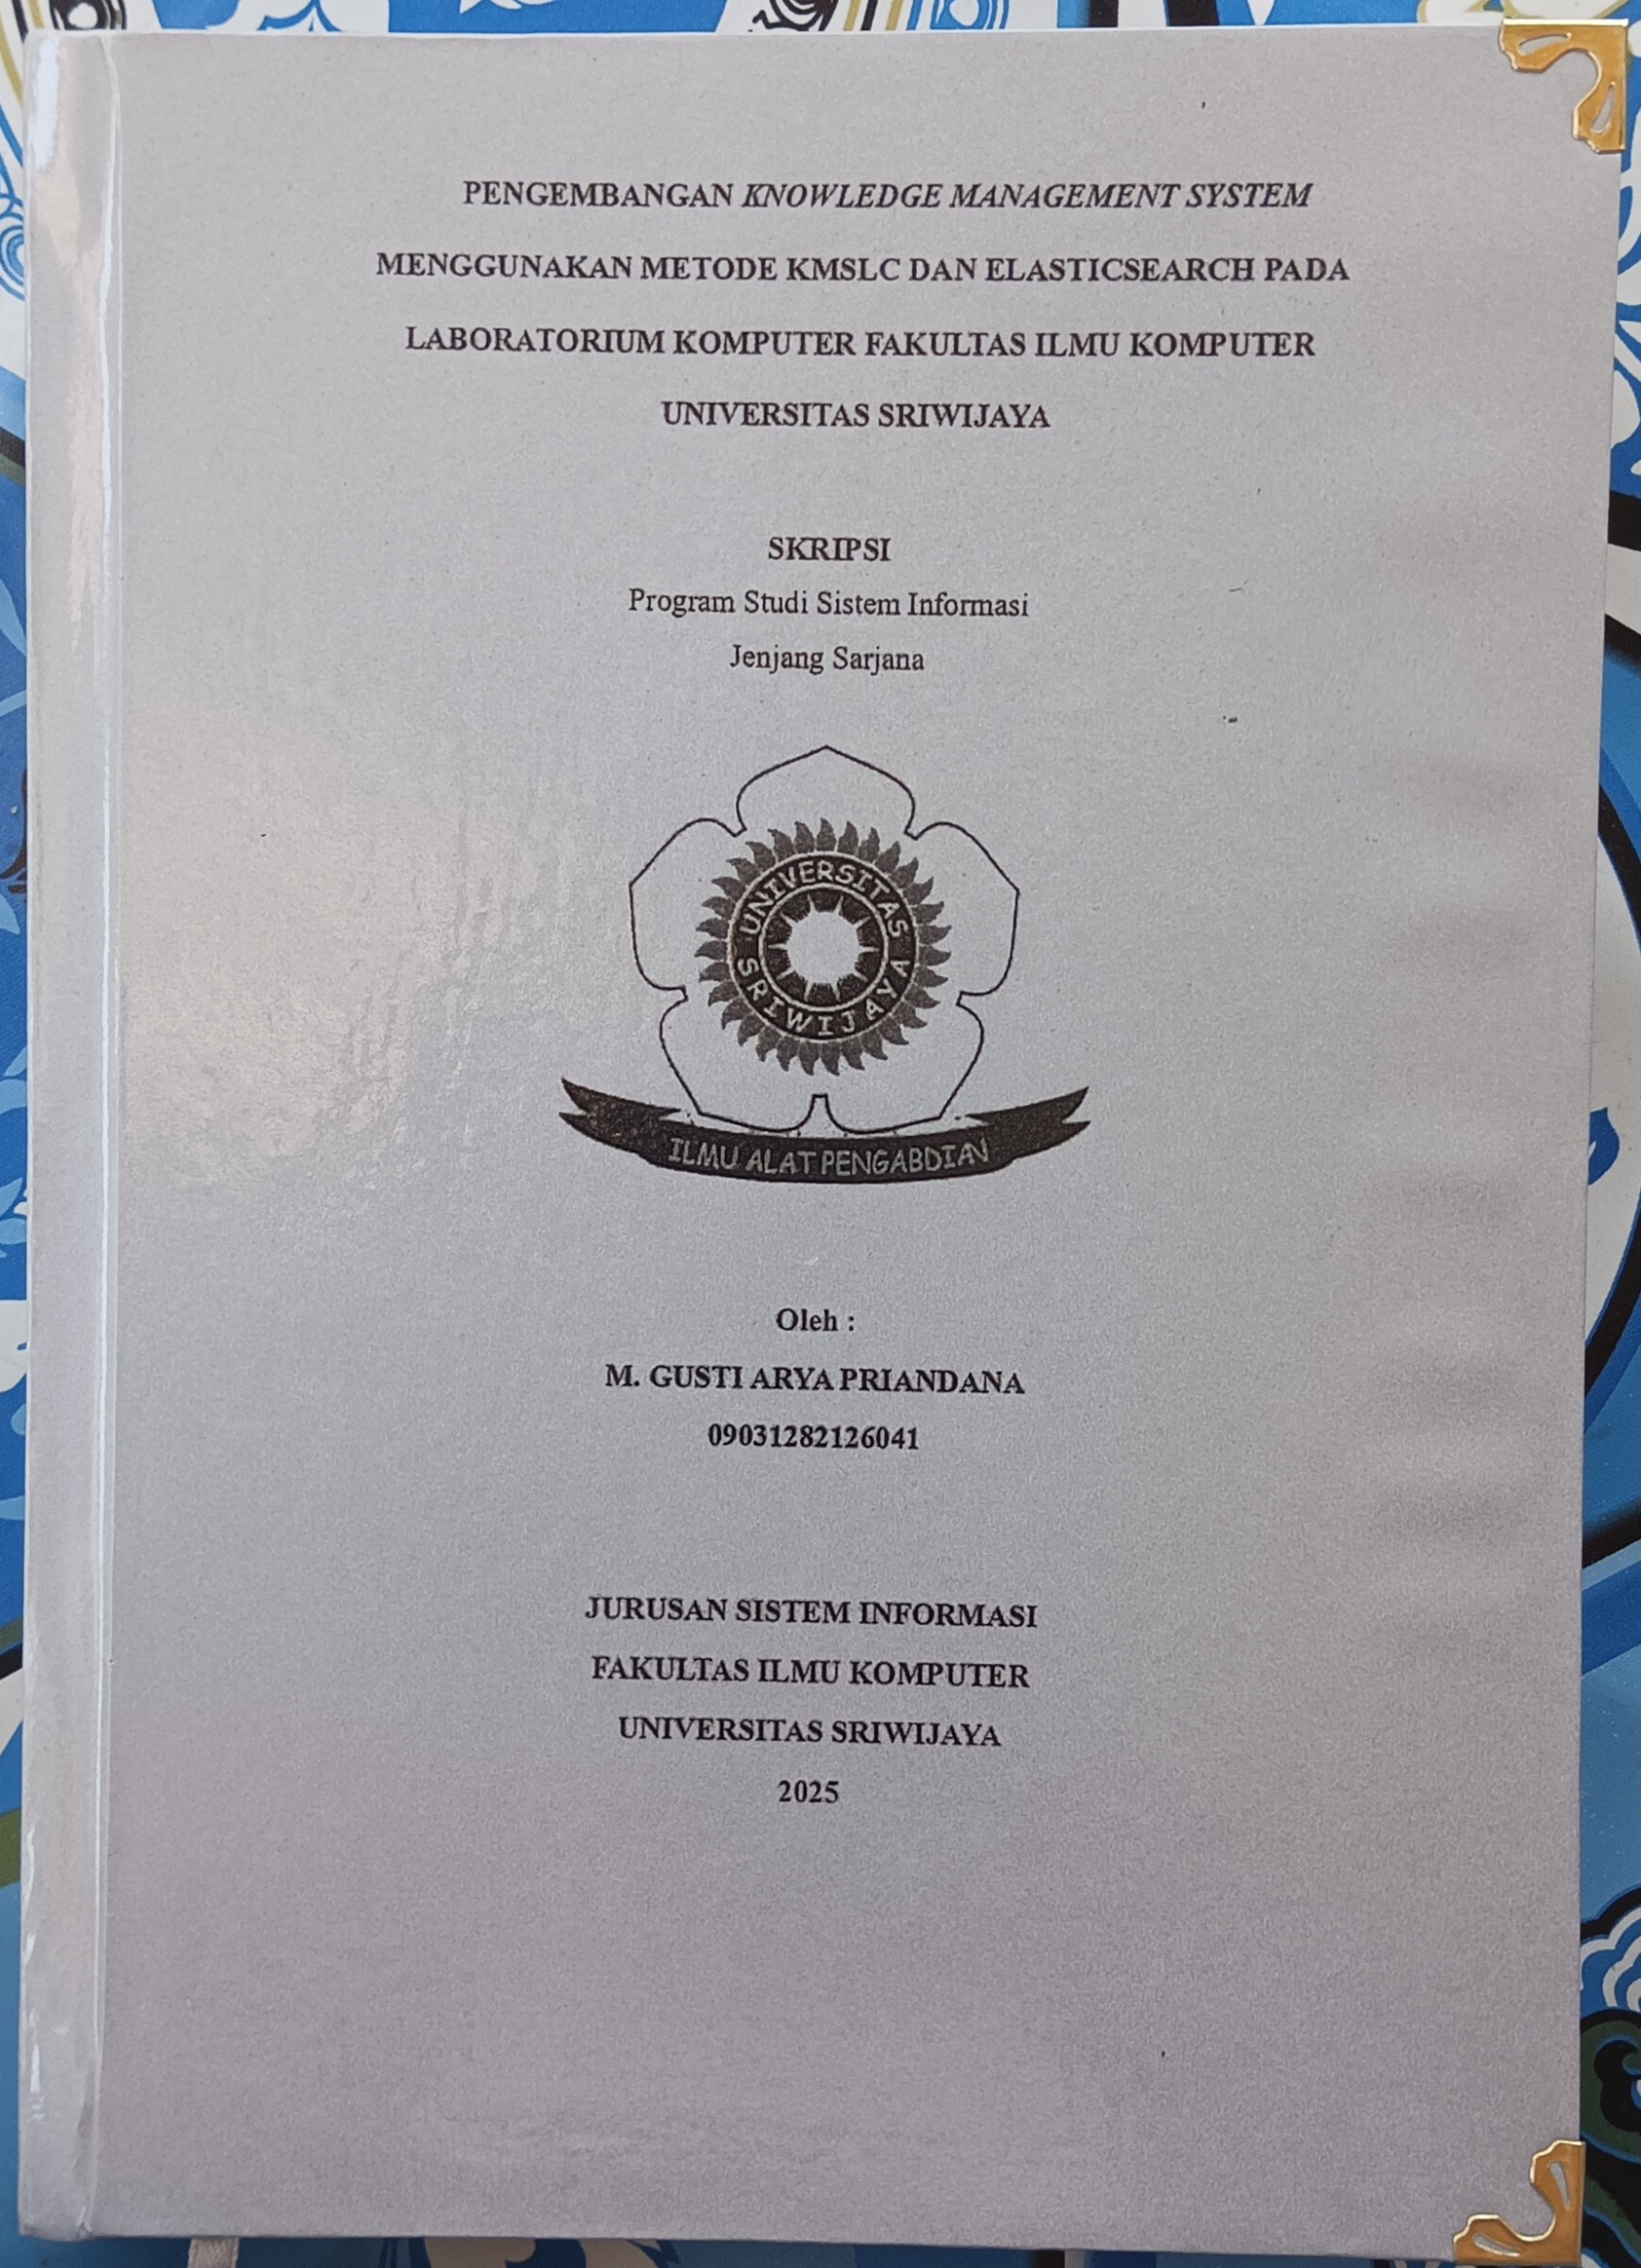 PENGEMBANGAN KNOWLEDGE MANAGEMENT SYSTEM
MENGGUNAKAN METODE KMSLC DAN ELASTICSEARCH PADA
LABORATORIUM KOMPUTER FAKULTAS ILMU KOMPUTER
UNIVERSITAS SRIWIJAYA
SKRIPSI
Program Studi Sistem Informasi
Jenjang Sarjana
UNIVERSITAS
SRIWIJAYA
ILMU ALAT PENGABDIAN
Oleh :
M. GUSTI ARYA PRIANDANA
09031282126041
JURUSAN SISTEM INFORMASI
FAKULTAS ILMU KOMPUTER
UNIVERSITAS SRIWIJAYA
2025